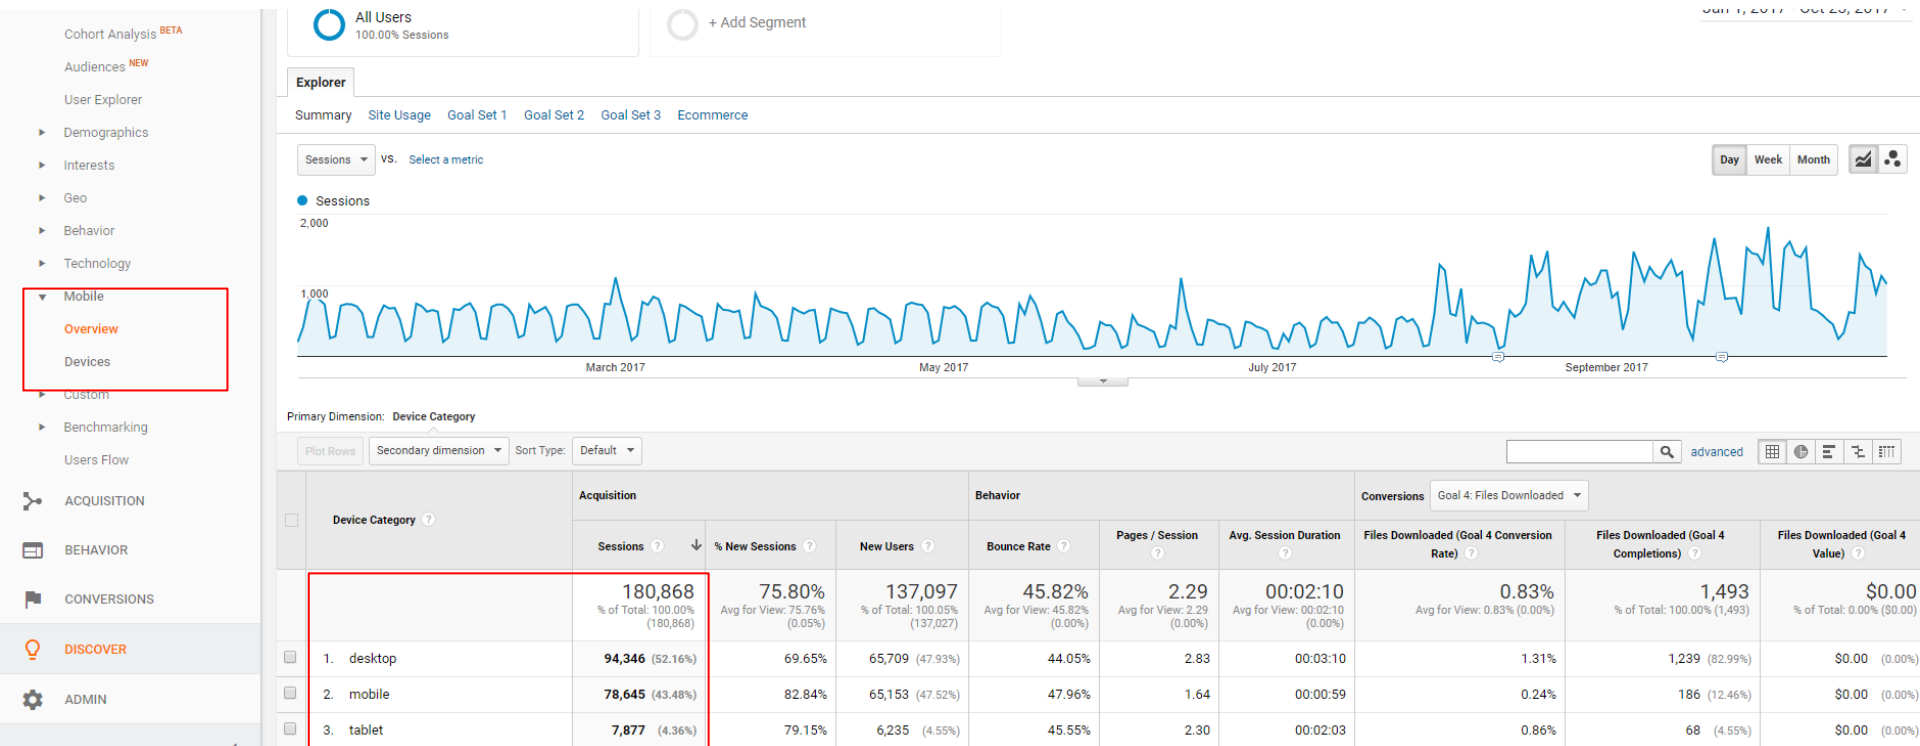 Cohort Analysis BETA
Audiences NEW
User Explorer
Demographics
Interests
Geo
Behavior
Technology
Mobile
Overview
Devices
Custom
Benchmarking
Users Flow
ACQUISITION
BEHAVIOR
CONVERSIONS
DISCOVER
ADMIN
All Users
100.00% Sessions
+ Add Segment
Jan 1, 2017 -
Explorer
Summary Site Usage Goal Set 1 Goal Set 2 Goal Set 3 Ecommerce
Sessions VS. Select a metric
Day Week Month
Sessions
2,000
1,000
March 2017 May 2017 July 2017 September 2017
Primary Dimension: Device Category
Plot Rows Secondary dimension Sort Type: Default advanced
Device Category ?
Acquisition Behavior Conversions Goal 4: Files Downloaded
Sessions ? % New Sessions ? New Users ? Bounce Rate ? Pages / Session ? Avg. Session Duration ? Files Downloaded (Goal 4 Conversion Rate) ? Files Downloaded (Goal 4 Completions) ? Files Downloaded (Goal 4 Value) ?
180,868 75.80% 137,097 45.82% 2.29 00:02:10 0.83% 1,493 $0.00
% of Total: 100.00% Avg for View: 75.76% % of Total: 100.05% Avg for View: 45.82% Avg for View: 2.29 Avg for View: 00:02:10 Avg for View: 0.83% (0.00%) % of Total: 100.00% (1,493) % of Total: 0.00% ($0.00)
(180,868) (0.05%) (137,027) (0.00%) (0.00%) (0.00%)
1. desktop 94,346 (52.16%) 69.65% 65,709 (47.93%) 44.05% 2.83 00:03:10 1.31% 1,239 (82.99%) $0.00 (0.00%)
2. mobile 78,645 (43.48%) 82.84% 65,153 (47.52%) 47.96% 1.64 00:00:59 0.24% 186 (12.46%) $0.00 (0.00%)
3. tablet 7,877 (4.36%) 79.15% 6,235 (4.55%) 45.55% 2.30 00:02:03 0.86% 68 (4.55%) $0.00 (0.00%)